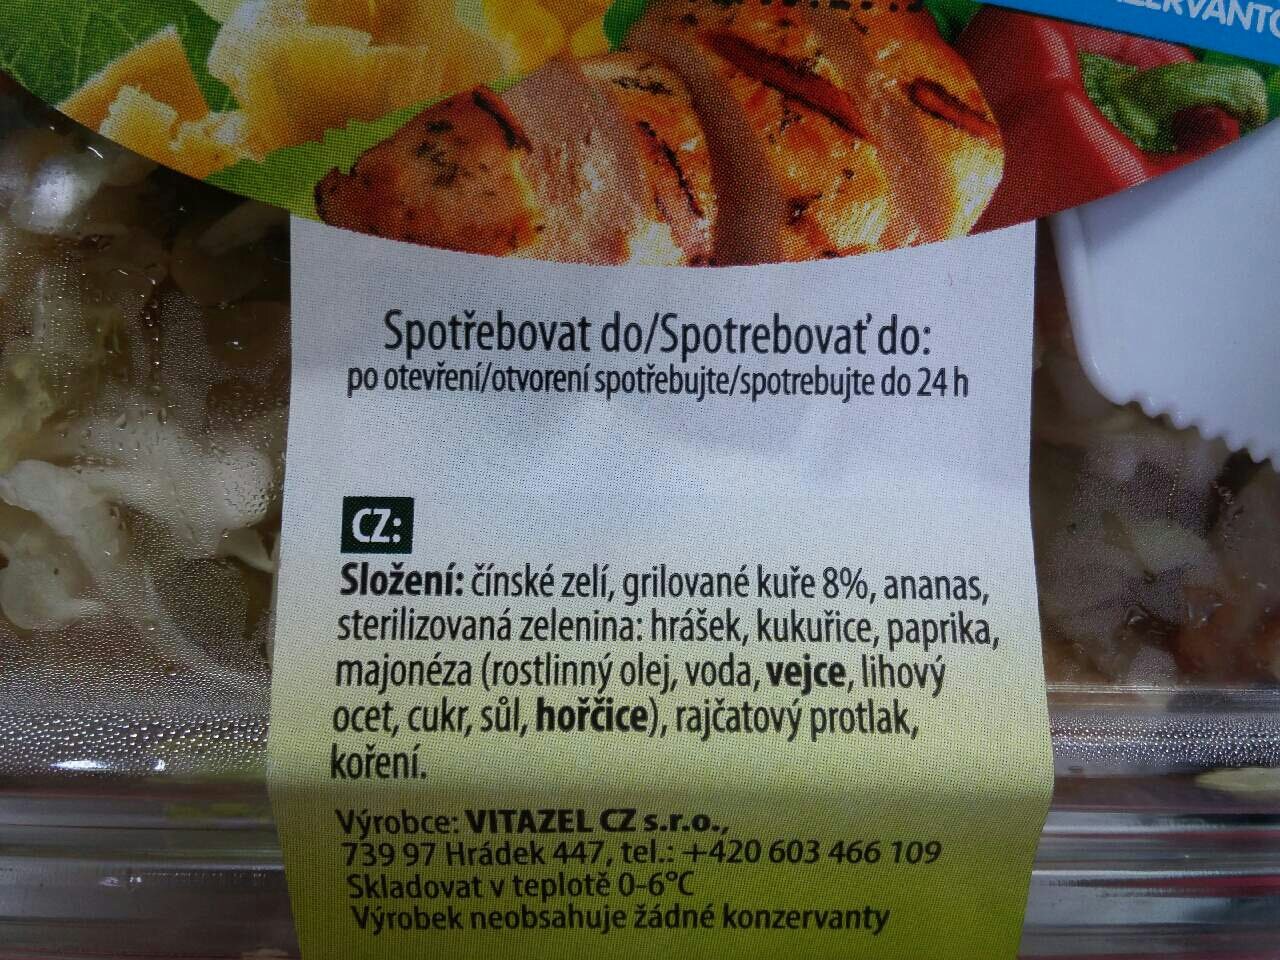 Spotřebovat do/Spotrebovať do:
po otevření/otvorení spotřebujte/spotrebujte do 24 h
CZ:
Složení: čínské zelí, grilované kuře 8%, ananas,
sterilizovaná zelenina: hrášek, kukuřice, paprika,
majonéza (rostlinný olej, voda, vejce, lihový
ocet, cukr, sůl, hořčice), rajčatový protlak,
koření.
Výrobce: VITAZEL CZ s.r.o.,
739 97 Hrádek 447, tel.: +420 603 466 109
Skladovat v teplotě 0-6°C
Výrobek neobsahuje žádné konzervanty